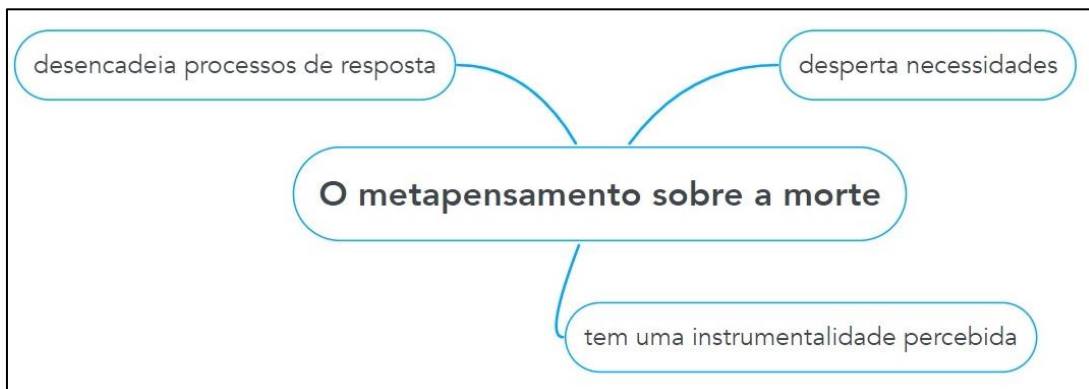 desencadeia processos de resposta
desperta necessidades
O metapensamento sobre a morte
tem uma instrumentalidade percebida